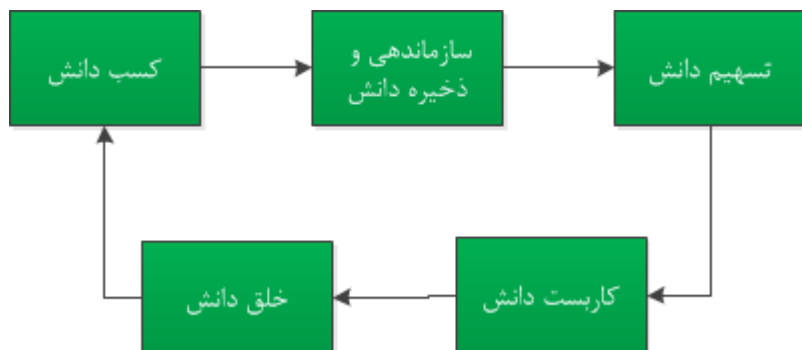 کسب دانش
سازماندهی و
ذخیره دانش
تسهیم دانش
کاربست دانش
خلق دانش